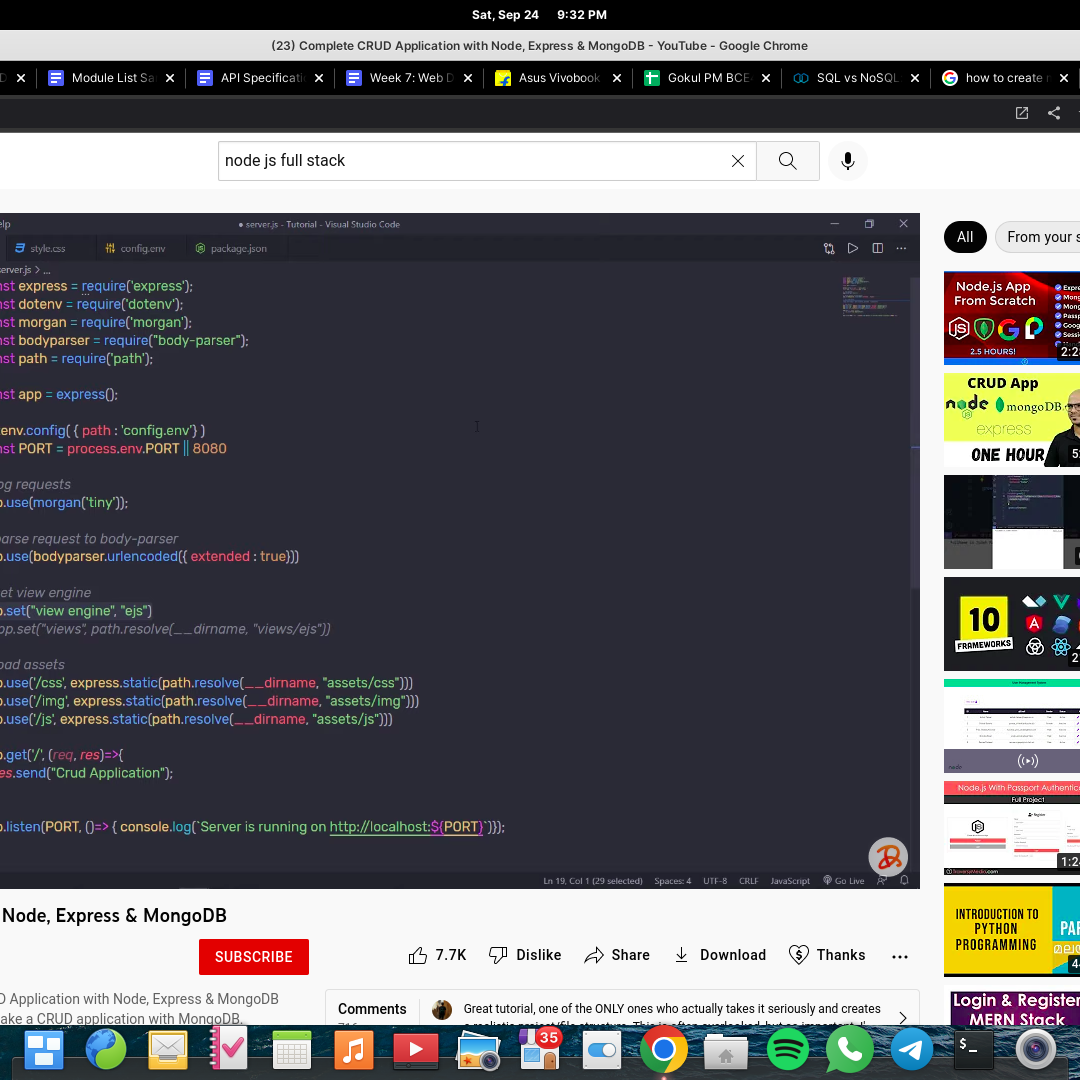 Sat, Sep 24 9:32 PM
(23) Complete CRUD Application with Node, Express & MongoDB - YouTube - Google Chrome
Module List Sa
API Specificati
Week 7: Web D
Asus Vivobook
Gokul PM BCE
SQL vs NoSQL
how to create
node js full stack
elp
● server.js - Tutorial - Visual Studio Code
style.css
config.env
package.json
server.js > ...
nst express = require('express');
nst dotenv = require('dotenv');
nst morgan = require('morgan');
nst bodyparser = require("body-parser");
nst path = require('path');
nst app = express();
env.config( { path : 'config.env'} )
nst PORT = process.env.PORT || 8080
og requests
p.use(morgan('tiny'));
arse request to body-parser
p.use(bodyparser.urlencoded({ extended : true}))
et view engine
p.set("view engine", "ejs")
pp.set("views", path.resolve(__dirname, "views/ejs"))
oad assets
p.use('/css', express.static(path.resolve(__dirname, "assets/css")))
p.use('/img', express.static(path.resolve(__dirname, "assets/img")))
p.use('/js', express.static(path.resolve(__dirname, "assets/js")))
p.get('/', (req, res)=>{
es.send("Crud Application");
p.listen(PORT, ()=> { console.log(`Server is running on http://localhost:${PORT}`)});
Ln 19, Col 1 (29 selected) Spaces: 4 UTF-8 CRLF JavaScript Go Live
Node, Express & MongoDB
SUBSCRIBE
7.7K
Dislike
Share
Download
Thanks
D Application with Node, Express & MongoDB
ake a CRUD application with MongoDB.
Comments
Great tutorial, one of the ONLY ones who actually takes it seriously and creates
All
From your s
Node.js App
From Scratch
2.5 HOURS!
Expre
Mong
Mong
Passp
Goog
Sessi
2:2
CRUD App
node
mongoDB
express
ONE HOUR
5
10
FRAMEWORKS
2
Node.js With Passport Authentica
Full Project
Register
1:24
INTRODUCTION TO
PYTHON
PROGRAMMING
PAR
4
Login & Register
MERN Stack
35